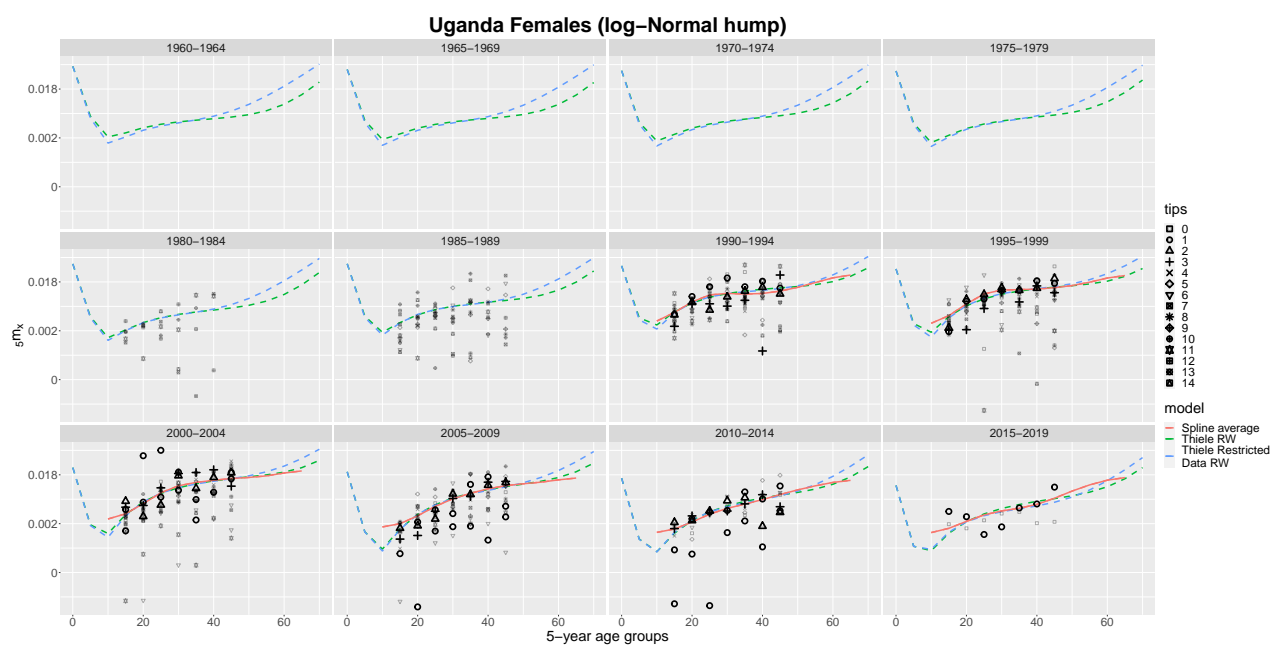 Uganda Females (log−Normal hump)
1960−1964 1965−1969 1970−1974 1975−1979
0.018
0.002
0
1980−1984 1985−1989 1990−1994 1995−1999
0.018
0.002
0
2000−2004 2005−2009 2010−2014 2015−2019
0.018
0.002
0
0 20 40 60 0 20 40 60 0 20 40 60 0 20 40 60
5−year age groups
5mx
tips
0
1
2
3
4
5
6
7
8
9
10
11
12
13
14
model
Spline average
Thiele RW
Thiele Restricted
Data RW